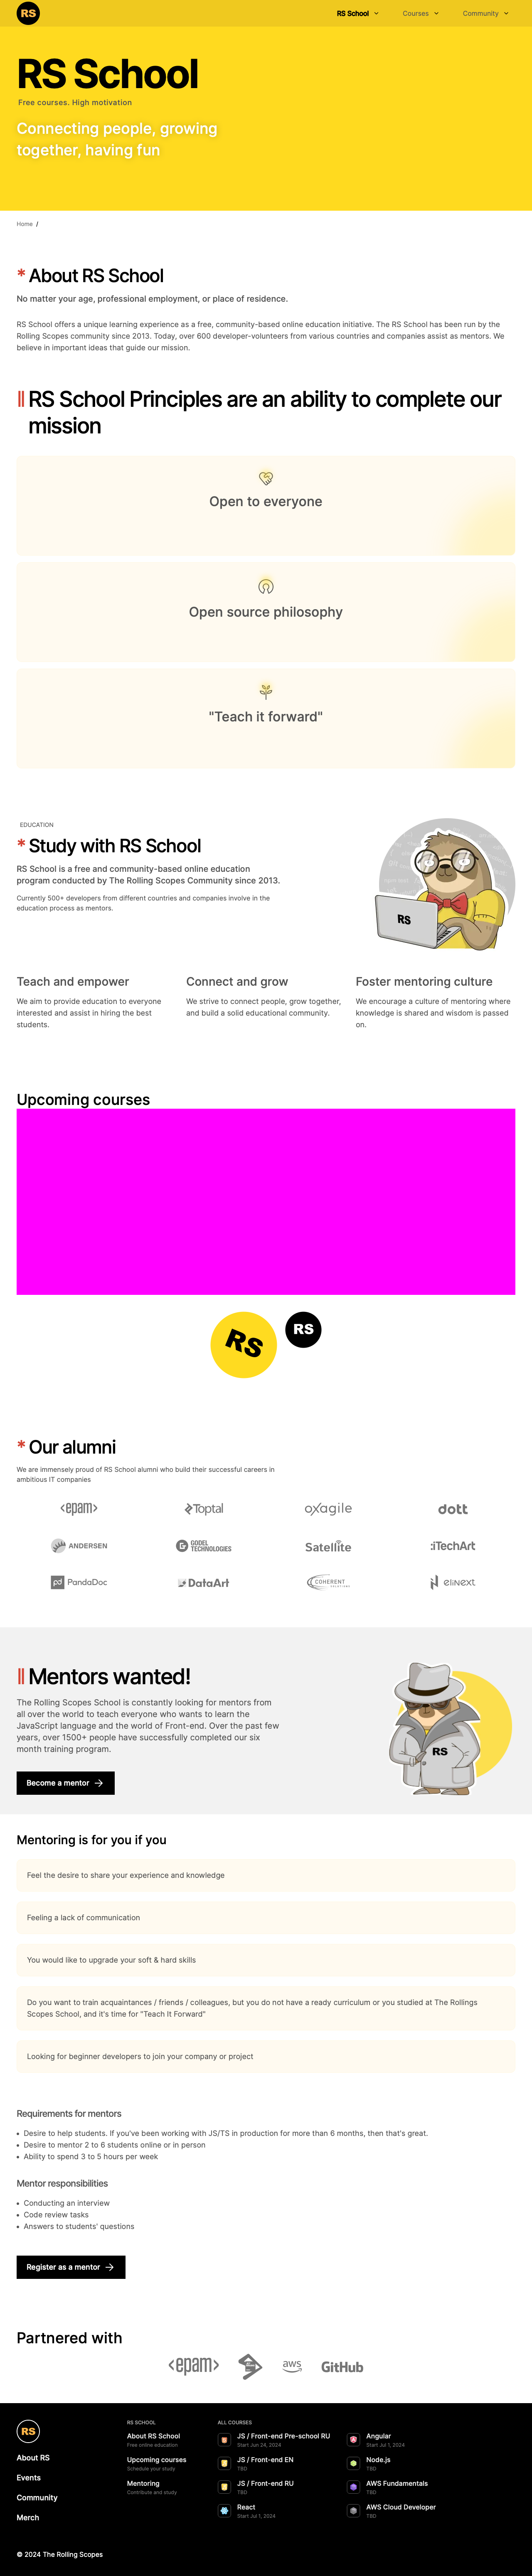 RS
RS School
Courses
Community
RS School
Free courses. High motivation
Connecting people, growing
together, having fun
Home /
* About RS School
No matter your age, professional employment, or place of residence.
RS School offers a unique learning experience as a free, community-based online education initiative. The RS School has been run by the
Rolling Scopes community since 2013. Today, over 600 developer-volunteers from various countries and companies assist as mentors. We
believe in important ideas that guide our mission.
RS School Principles are an ability to complete our
mission
Open to everyone
Open source philosophy
"Teach it forward"
EDUCATION
* Study with RS School
RS School is a free and community-based online education
program conducted by The Rolling Scopes Community since 2013.
Currently 500+ developers from different countries and companies involve in the
education process as mentors.
RS
Teach and empower
We aim to provide education to everyone
interested and assist in hiring the best
students.
Connect and grow
We strive to connect people, grow together,
and build a solid educational community.
Foster mentoring culture
We encourage a culture of mentoring where
knowledge is shared and wisdom is passed
on.
Upcoming courses
RS
RS
* Our alumni
We are immensely proud of RS School alumni who build their successful careers in
ambitious IT companies
<epam>
Toptal
oxagile
dott
ANDERSEN
GODEL
TECHNOLOGIES
Satellite
:iTechArt
pd PandaDoc
DataArt
COHERENT
SOLUTIONS
elinext
Mentors wanted!
The Rolling Scopes School is constantly looking for mentors from
all over the world to teach everyone who wants to learn the
JavaScript language and the world of Front-end. Over the past few
years, over 1500+ people have successfully completed our six
month training program.
Become a mentor
RS
Mentoring is for you if you
Feel the desire to share your experience and knowledge
Feeling a lack of communication
You would like to upgrade your soft & hard skills
Do you want to train acquaintances / friends / colleagues, but you do not have a ready curriculum or you studied at The Rollings
Scopes School, and it's time for "Teach It Forward"
Looking for beginner developers to join your company or project
Requirements for mentors
• Desire to help students. If you've been working with JS/TS in production for more than 6 months, then that's great.
• Desire to mentor 2 to 6 students online or in person
• Ability to spend 3 to 5 hours per week
Mentor responsibilities
• Conducting an interview
• Code review tasks
• Answers to students' questions
Register as a mentor
Partnered with
<epam>
aws
GitHub
RS
About RS
Events
Community
Merch
RS SCHOOL
About RS School
Free online education
Upcoming courses
Schedule your study
Mentoring
Contribute and study
ALL COURSES
JS / Front-end Pre-school RU
Start Jun 24, 2024
JS / Front-end EN
TBD
JS / Front-end RU
TBD
React
Start Jul 1, 2024
Angular
Start Jul 1, 2024
Node.js
TBD
AWS Fundamentals
TBD
AWS Cloud Developer
TBD
© 2024 The Rolling Scopes